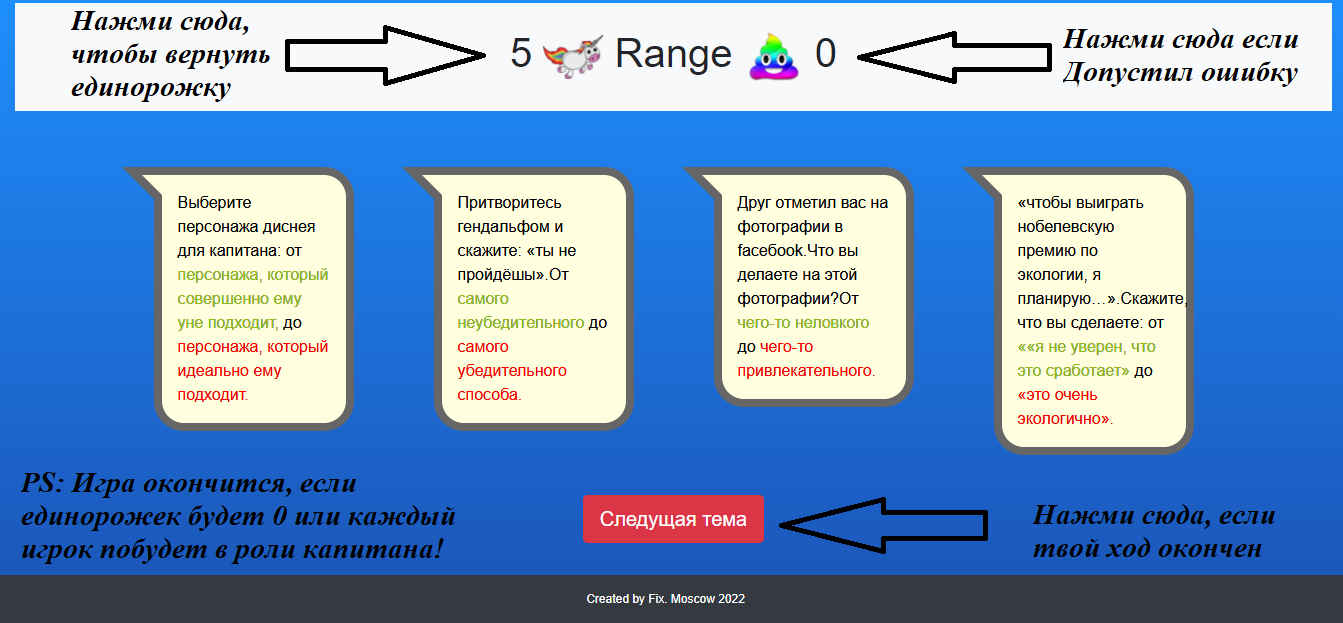 Нажми сюда,
чтобы вернуть
единорожку
5 Range 0
Нажми сюда если
Допустил ошибку
Выберите
персонажа диснея
для капитана: от
персонажа, который
совершенно ему
уне подходит, до
персонажа, который
идеально ему
подходит.
Притворитесь
гендальфом и
скажите: «ты не
пройдёшы».От
самого
неубедительного до
самого
убедительного
способа.
Друг отметил вас на
фотографии в
facebook.Что вы
делаете на этой
фотографии?От
чего-то неловкого
до чего-то
привлекательного.
«чтобы выиграть
нобелевскую
премию по
экологии, я
планирую…».Скажите,
что вы сделаете: от
««я не уверен, что
это сработает» до
«это очень
экологично».
PS: Игра окончится, если
единорожек будет 0 или каждый
игрок побудет в роли капитана!
Следущая тема
Нажми сюда, если
твой ход окончен
Created by Fix. Moscow 2022